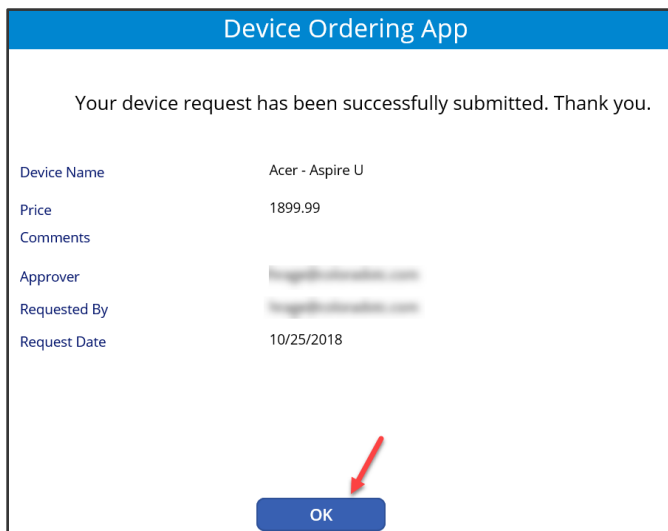 Device Ordering App
Your device request has been successfully submitted. Thank you.
Device Name Acer - Aspire U
Price 1899.99
Comments
Approver
Requested By
Request Date 10/25/2018
OK